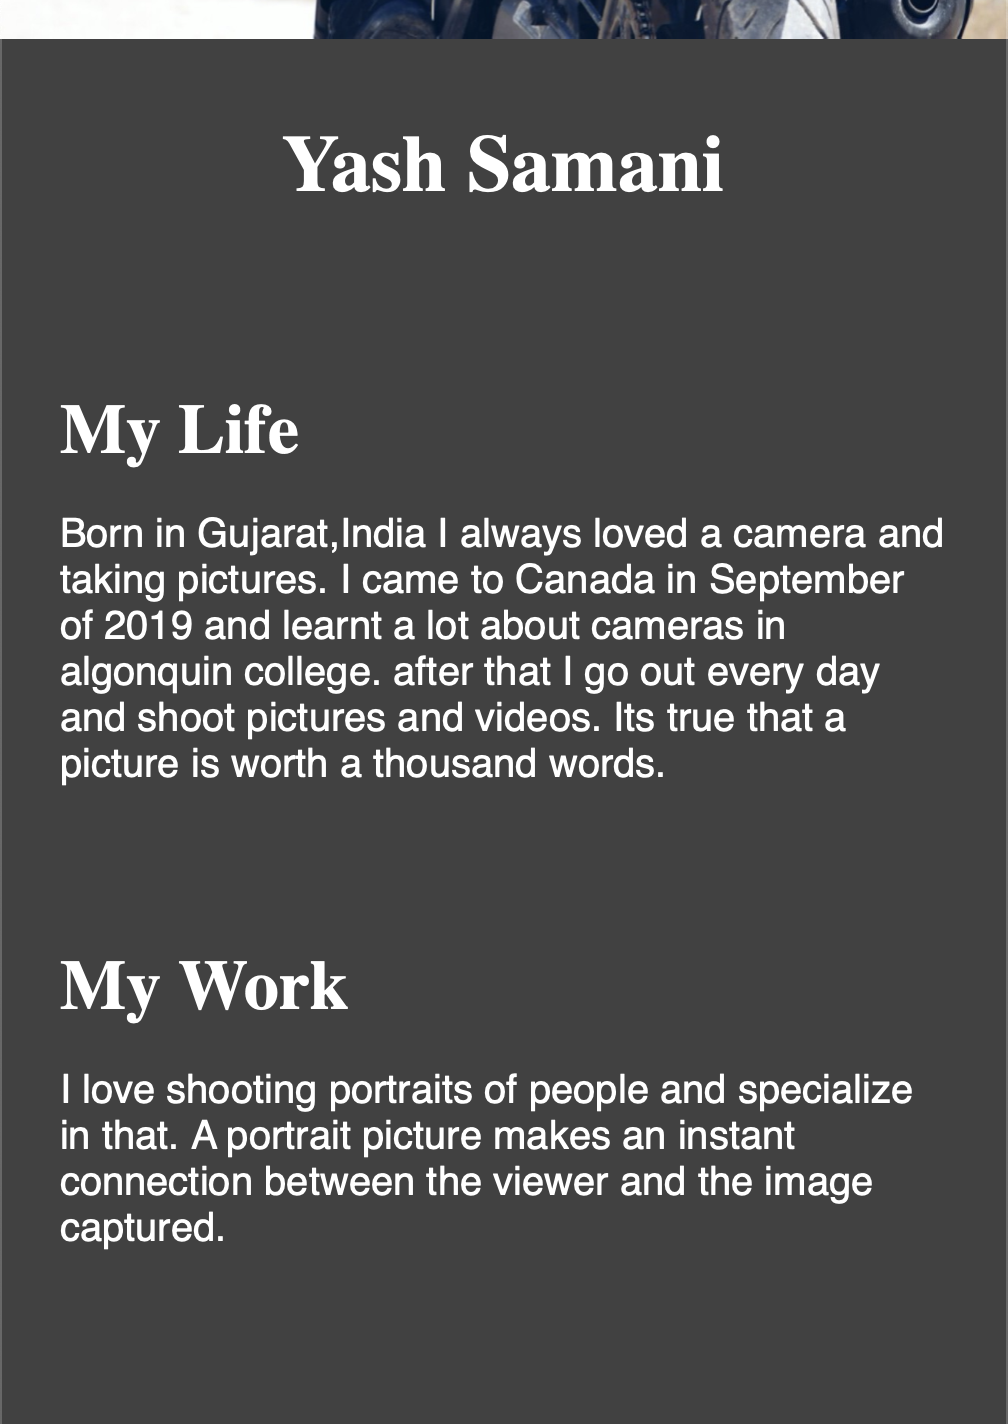 Yash Samani
My Life
Born in Gujarat,India I always loved a camera and
taking pictures. I came to Canada in September
of 2019 and learnt a lot about cameras in
algonquin college. after that I go out every day
and shoot pictures and videos. Its true that a
picture is worth a thousand words.
My Work
I love shooting portraits of people and specialize
in that. A portrait picture makes an instant
connection between the viewer and the image
captured.